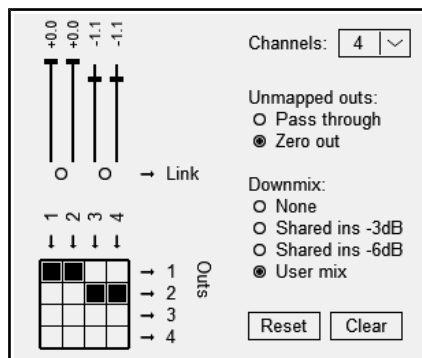 +0.0 +0.0 -1.1 -1.1
Channels: 4
Unmapped outs:
Pass through
Zero out
→ Link
Downmix:
None
Shared ins -3dB
Shared ins -6dB
User mix
1 2 3 4
↓ ↓ ↓ ↓
→ 1
→ 2
→ 3
→ 4
Outs
Reset Clear